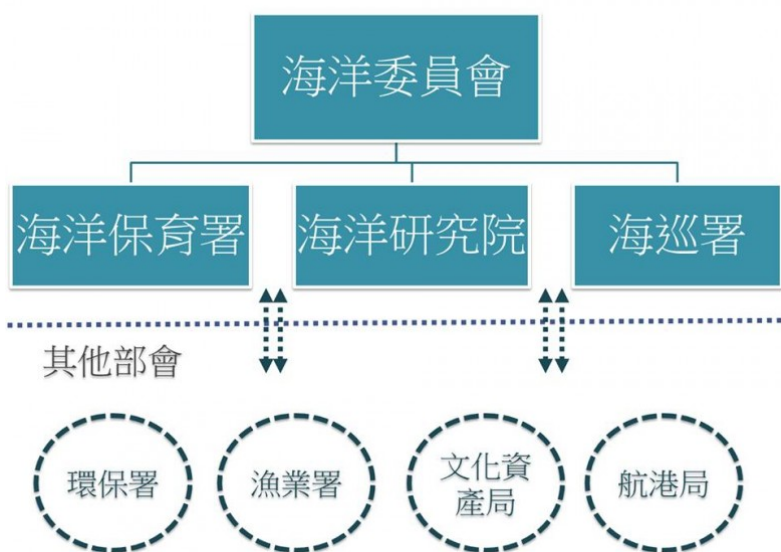 海洋委員會
海洋保育署
海洋研究院
海巡署
其他部會
環保署
漁業署
文化資
產局
航港局